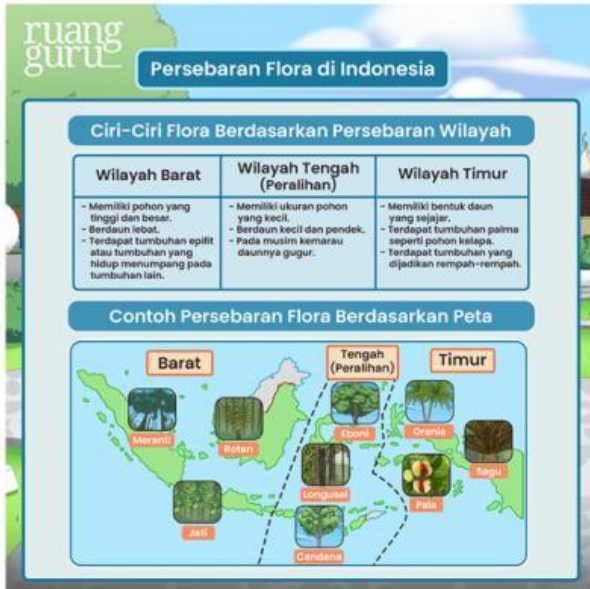 ruang
guru
Persebaran Flora di Indonesia
Ciri-Ciri Flora Berdasarkan Persebaran Wilayah
Wilayah Barat
- Memiliki pohon yang
tinggi dan besar.
- Berdaun lebat.
- Terdapat tumbuhan epifit
atau tumbuhan yang
hidup menumpang pada
tumbuhan lain.
Wilayah Tengah
(Peralihan)
- Memiliki ukuran pohon
yang kecil.
- Berdaun kecil dan pendek.
- Pada musim kemarau
daunnya gugur.
Wilayah Timur
- Memiliki bentuk daun
yang sejajar.
- Terdapat tumbuhan palma
seperti pohon kelapa.
- Terdapat tumbuhan yang
dijadikan rempah-rempah.
Contoh Persebaran Flora Berdasarkan Peta
Barat
Tengah
(Peralihan)
Timur
Meranti
Rotan
Eboni
Orania
Sagu
Longusei
Pala
Jati
Cendana